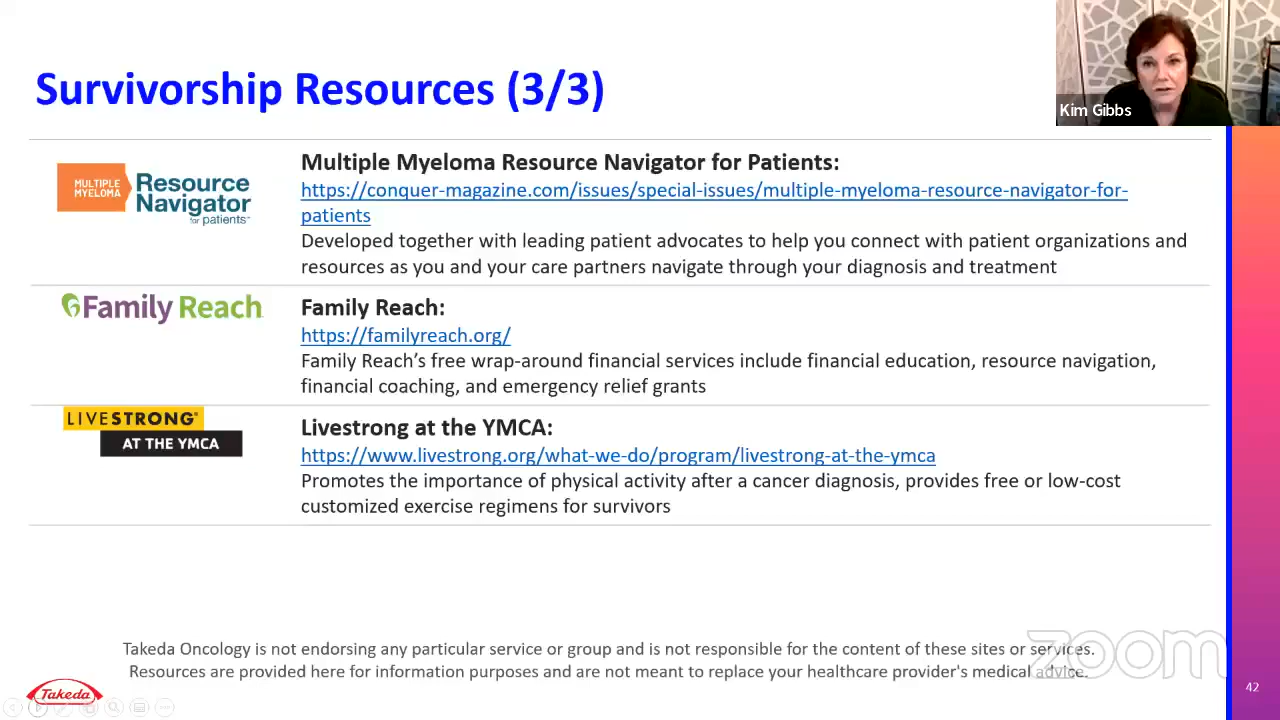 Survivorship Resources (3/3)
Kim Gibbs
MULTIPLE
MYELOMA
Resource
Navigator
for patients™
Multiple Myeloma Resource Navigator for Patients:
https://conquer-magazine.com/issues/special-issues/multiple-myeloma-resource-navigator-for-
patients
Developed together with leading patient advocates to help you connect with patient organizations and
resources as you and your care partners navigate through your diagnosis and treatment
Family Reach
Family Reach:
https://familyreach.org/
Family Reach’s free wrap-around financial services include financial education, resource navigation,
financial coaching, and emergency relief grants
LIVESTRONG®
AT THE YMCA
Livestrong at the YMCA:
https://www.livestrong.org/what-we-do/program/livestrong-at-the-ymca
Promotes the importance of physical activity after a cancer diagnosis, provides free or low-cost
customized exercise regimens for survivors
Takeda Oncology is not endorsing any particular service or group and is not responsible for the content of these sites or services.
Resources are provided here for information purposes and are not meant to replace your healthcare provider's medical advice.
zoom
Takeda
42